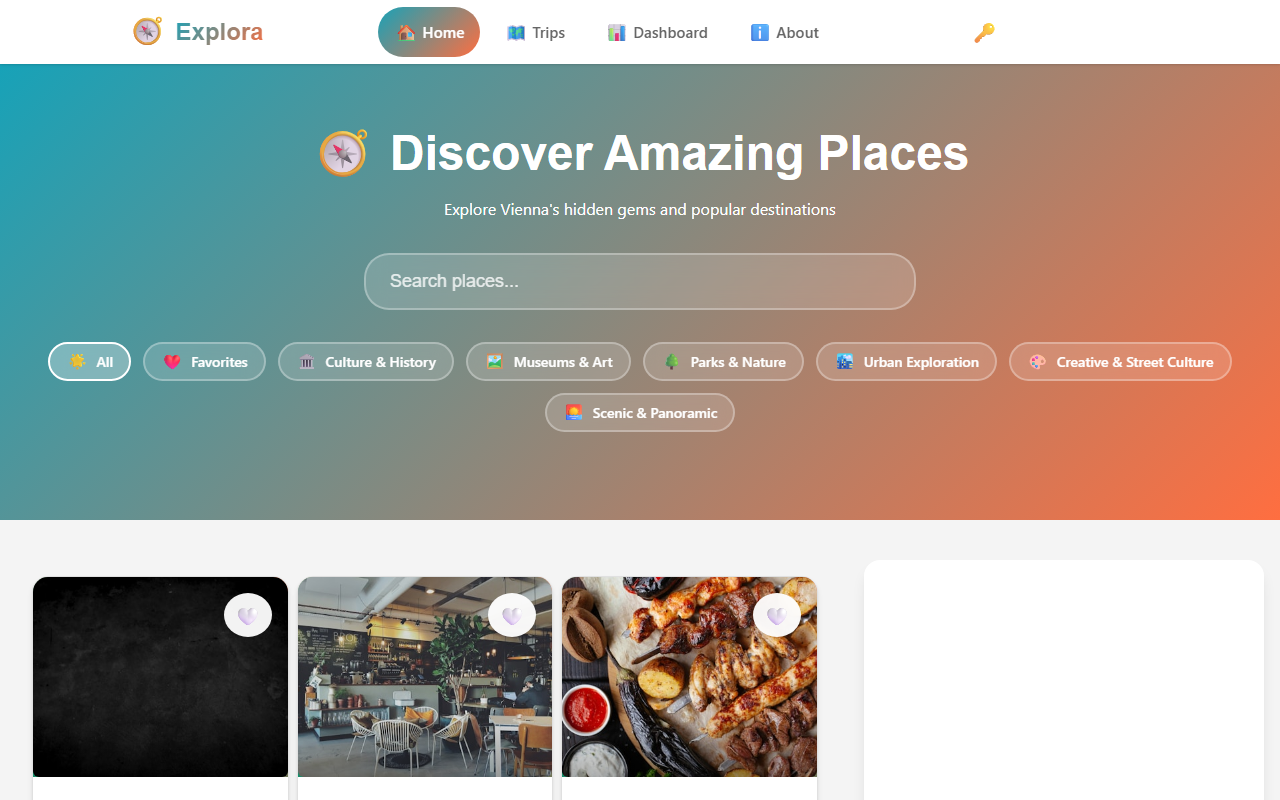 Explora
Home
Trips
Dashboard
About
Discover Amazing Places
Explore Vienna's hidden gems and popular destinations
Search places...
All
Favorites
Culture & History
Museums & Art
Parks & Nature
Urban Exploration
Creative & Street Culture
Scenic & Panoramic